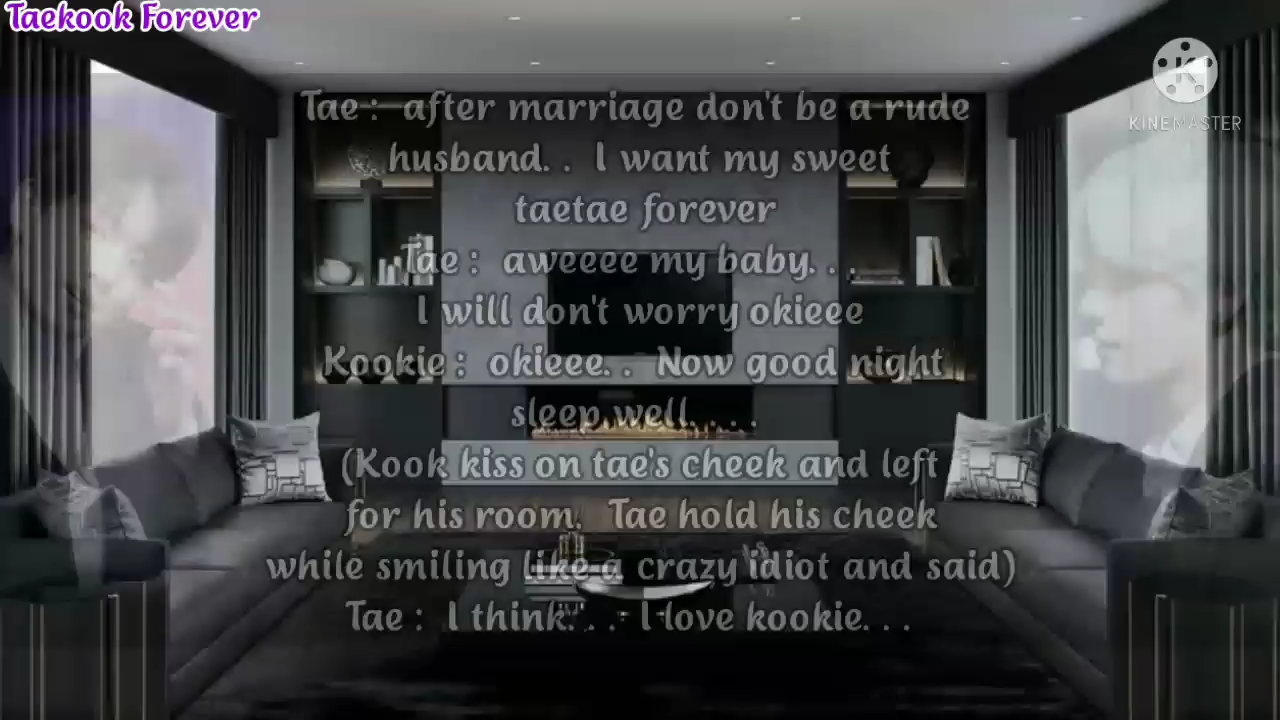 Taekook Forever
KINEMASTER
Tae : after marriage don't be a rude
husband. . I want my sweet
taetae forever
Tae : aweeee my baby. . .
I will don't worry okieee
Kookie : okieee. . Now good night
sleep well. . . .
(Kook kiss on tae's cheek and left
for his room. Tae hold his cheek
while smiling like a crazy idiot and said)
Tae : I think. . . I love kookie. . .